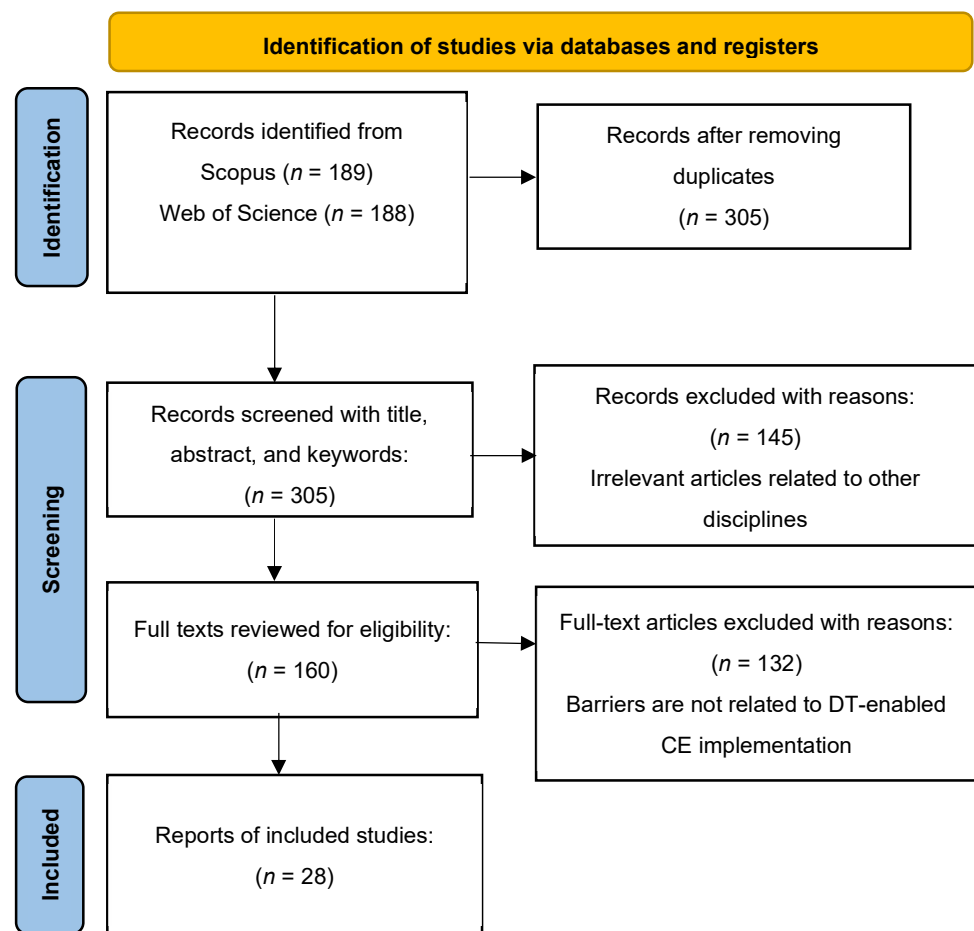 Identification of studies via databases and registers
Identification
Records identified from
Scopus (n = 189)
Web of Science (n = 188)
Records after removing
duplicates
(n = 305)
Screening
Records screened with title,
abstract, and keywords:
(n = 305)
Records excluded with reasons:
(n = 145)
Irrelevant articles related to other
disciplines
Full texts reviewed for eligibility:
(n = 160)
Full-text articles excluded with reasons:
(n = 132)
Barriers are not related to DT-enabled
CE implementation
Included
Reports of included studies:
(n = 28)